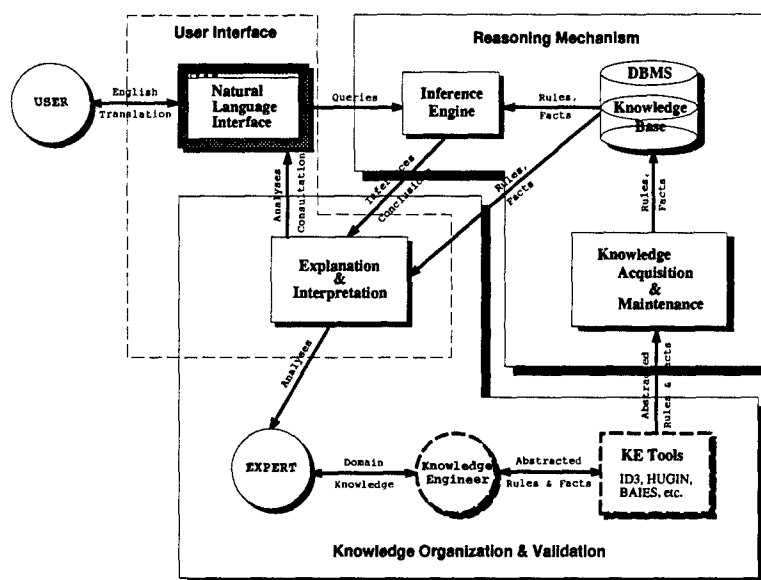 User Interface
Reasoning Mechanism
USER
English
Translation
Natural
Language
Interface
Queries
Inference
Engine
Rules,
Facts
DBMS
Knowledge
Base
Analyses
Consultation
Inferences
Conclusion
Rules,
Facts
Rules,
Facts
Explanation
&
Interpretation
Knowledge
Acquisition
&
Maintenance
Analyses
Abstracted
Rules & Facts
EXPERT
Domain
Knowledge
Knowledge
Engineer
Abstracted
Rules & Facts
KE Tools
ID3, HUGIN,
BAIES, etc.
Knowledge Organization & Validation